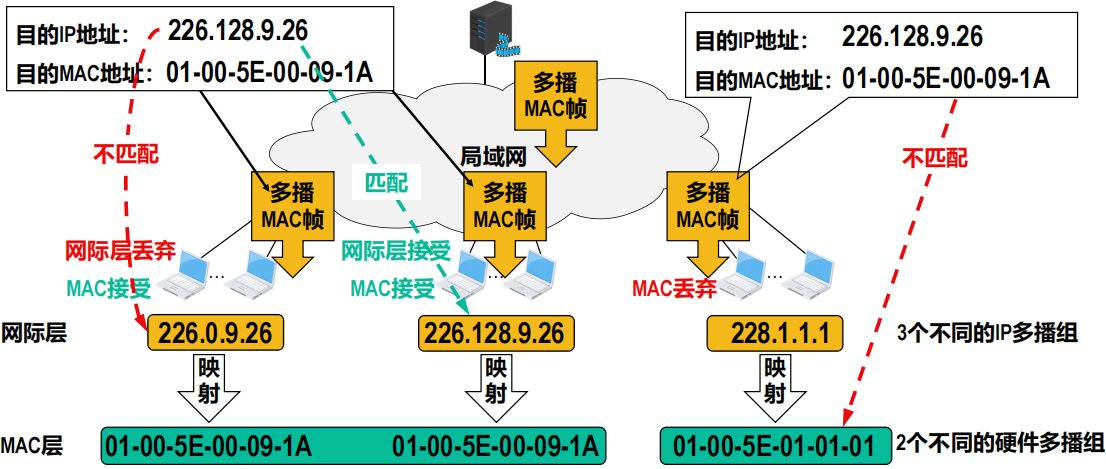 目的IP地址： 226.128.9.26
目的MAC地址：01-00-5E-00-09-1A
目的IP地址： 226.128.9.26
目的MAC地址：01-00-5E-00-09-1A
多播
MAC帧
局域网
不匹配
匹配
不匹配
多播
MAC帧
多播
MAC帧
多播
MAC帧
网际层丢弃
MAC接受
网际层接受
MAC接受
MAC丢弃
...
...
...
网际层
226.0.9.26
226.128.9.26
228.1.1.1
3个不同的IP多播组
映射
映射
映射
MAC层
01-00-5E-00-09-1A
01-00-5E-00-09-1A
01-00-5E-01-01-01
2个不同的硬件多播组